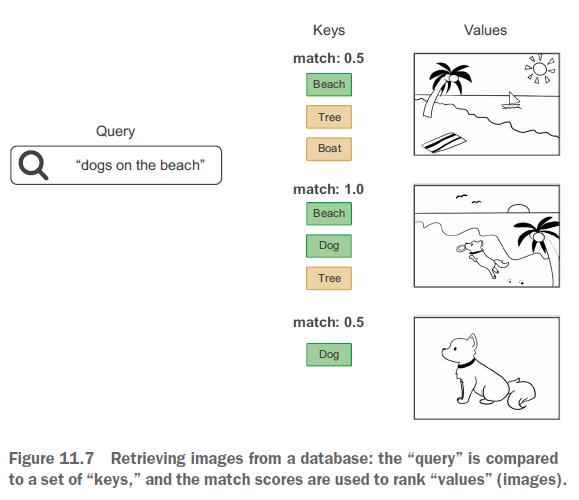 Keys
Values
match: 0.5
Beach
Tree
Boat
Query
“dogs on the beach”
match: 1.0
Beach
Dog
Tree
match: 0.5
Dog
Figure 11.7 Retrieving images from a database: the “query” is compared
to a set of “keys,” and the match scores are used to rank “values” (images).